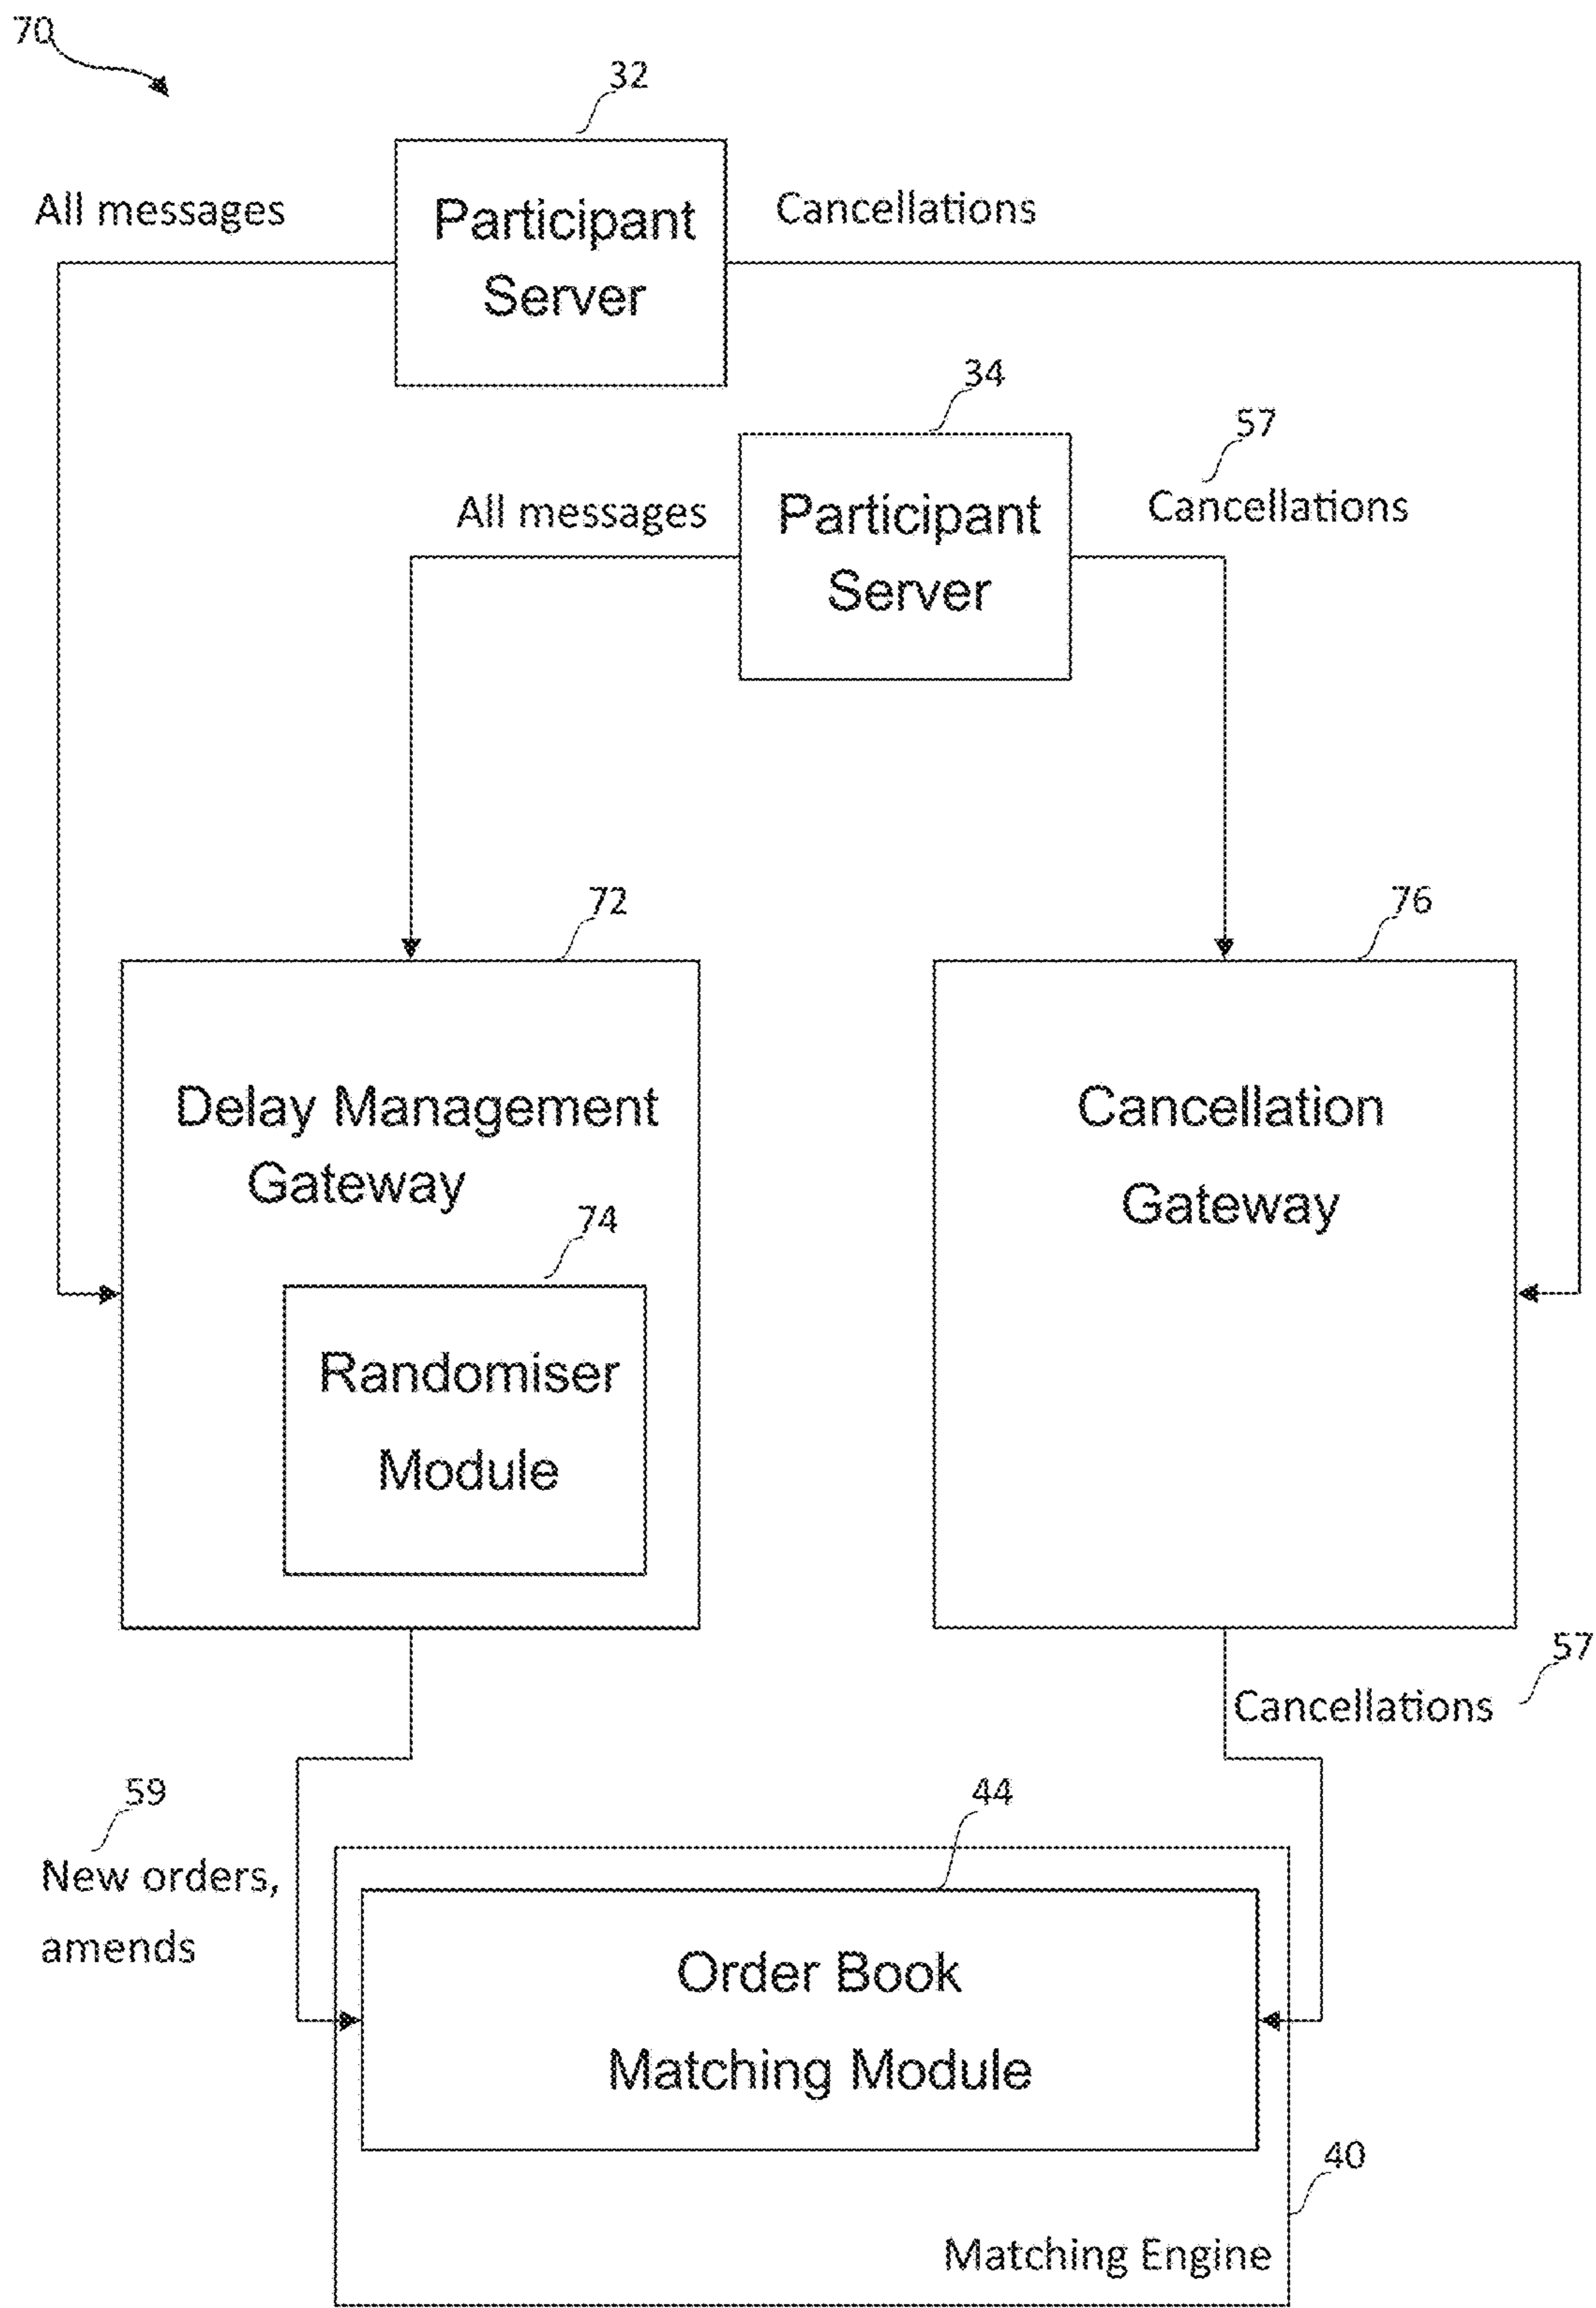 70
32
All messages
Participant
Server
Cancellations
34
57
All messages
Participant
Server
Cancellations
72
76
Delay Management
Gateway
74
Randomiser
Module
Cancellation
Gateway
57
Cancellations
59
New orders,
amends
44
Order Book
Matching Module
40
Matching Engine